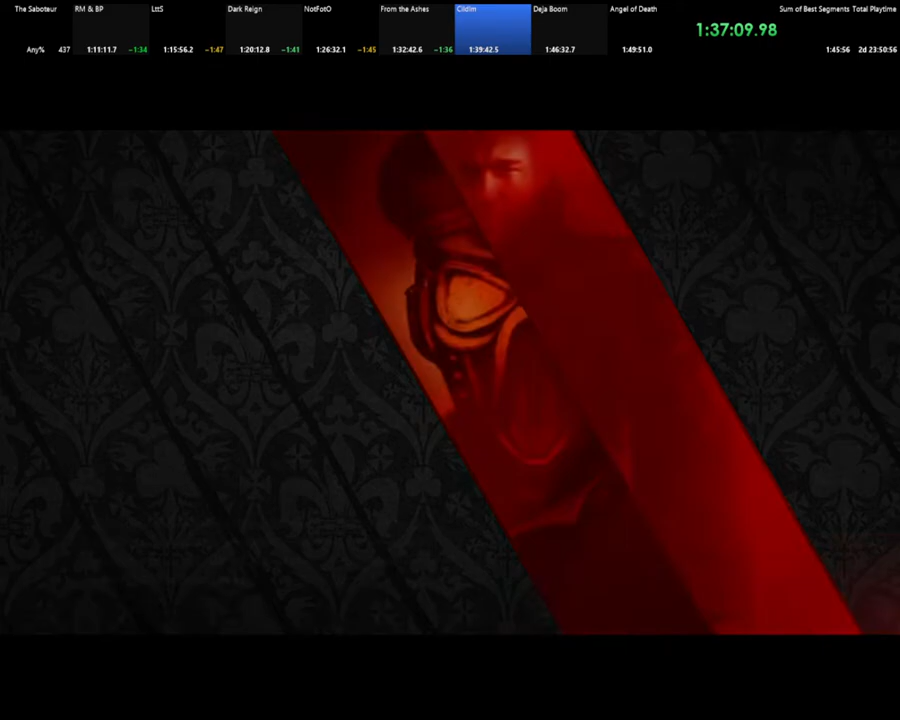 The Saboteur
Any% 437
RM & BP
1:11:11.7 -1:34
LttS
1:15:56.2 -1:47
Dark Reign
1:20:12.8 -1:41
NotFotO
1:26:32.1 -1:45
From the Ashes
1:32:42.6 -1:36
1:39:42.5
Deja Boom
1:46:32.7
Angel of Death
1:49:51.0
1:37:09.98
Sum of Best Segments Total Playtime
1:45:56 2d 23:50:56